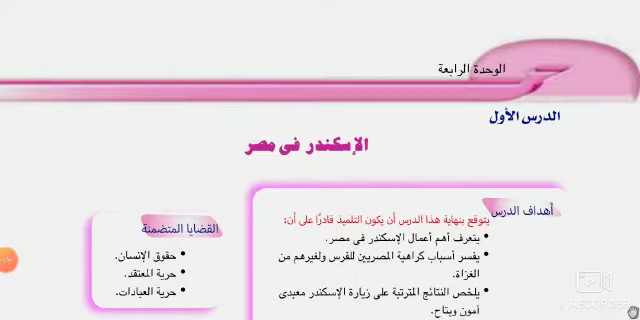 الوحدة الرابعة
الدرس الأول
الإسكندر فى مصر
أهداف الدرس
يتوقع بنهاية هذا الدرس أن يكون التلميذ قادرًا على أن:
• يتعرف أهم أعمال الإسكندر فى مصر.
• يفسر أسباب كراهية المصريين للفرس ولغيرهم من
الغزاة.
• يلخص النتائج المترتبة على زيارة الإسكندر معبدى
آمون وبتاح.
القضايا المتضمنة
• حقوق الإنسان.
• حرية المعتقد.
• حرية العبادات.
V RECORDER